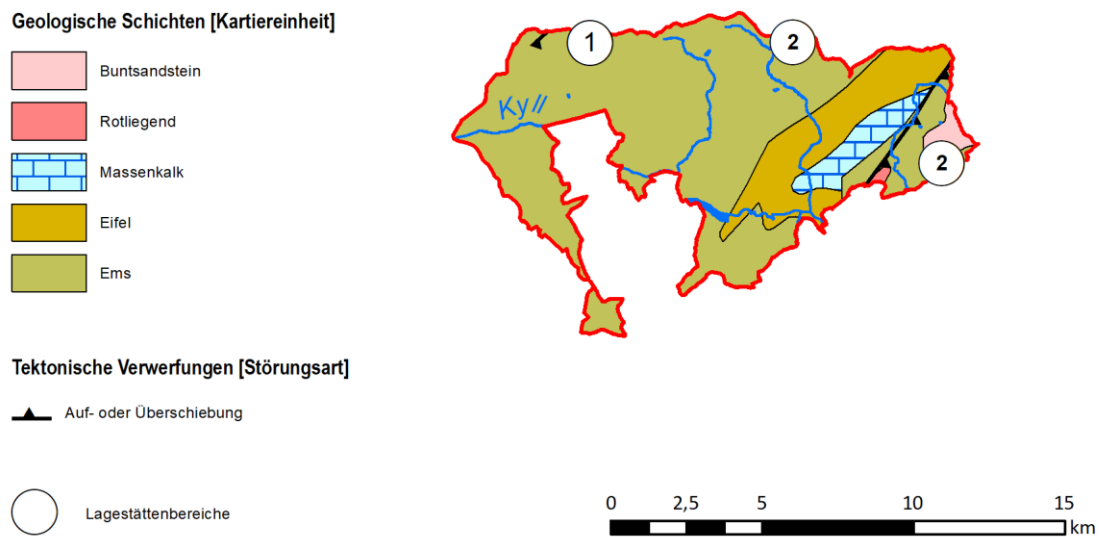 Geologische Schichten [Kartiereinheit]
Buntsandstein
Rotliegend
Massenkalk
Eifel
Ems
Tektonische Verwerfungen [Störungsart]
Auf- oder Überschiebung
Lagestättenbereiche
1
2
Kyll
2
0 2,5 5 10 15
km